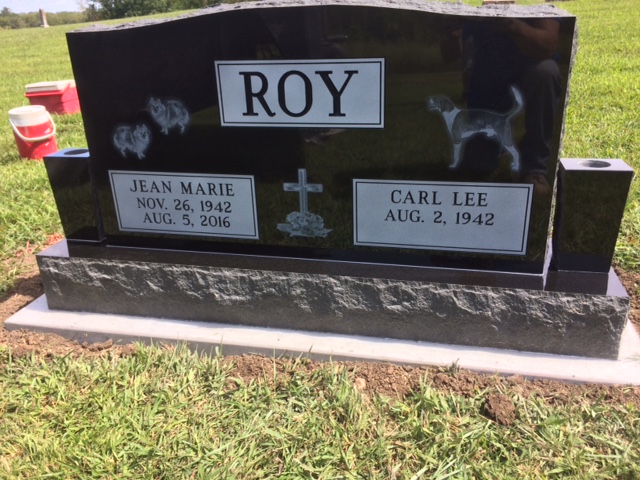 ROY
JEAN MARIE
NOV. 26, 1942
AUG. 5, 2016
CARL LEE
AUG. 2, 1942